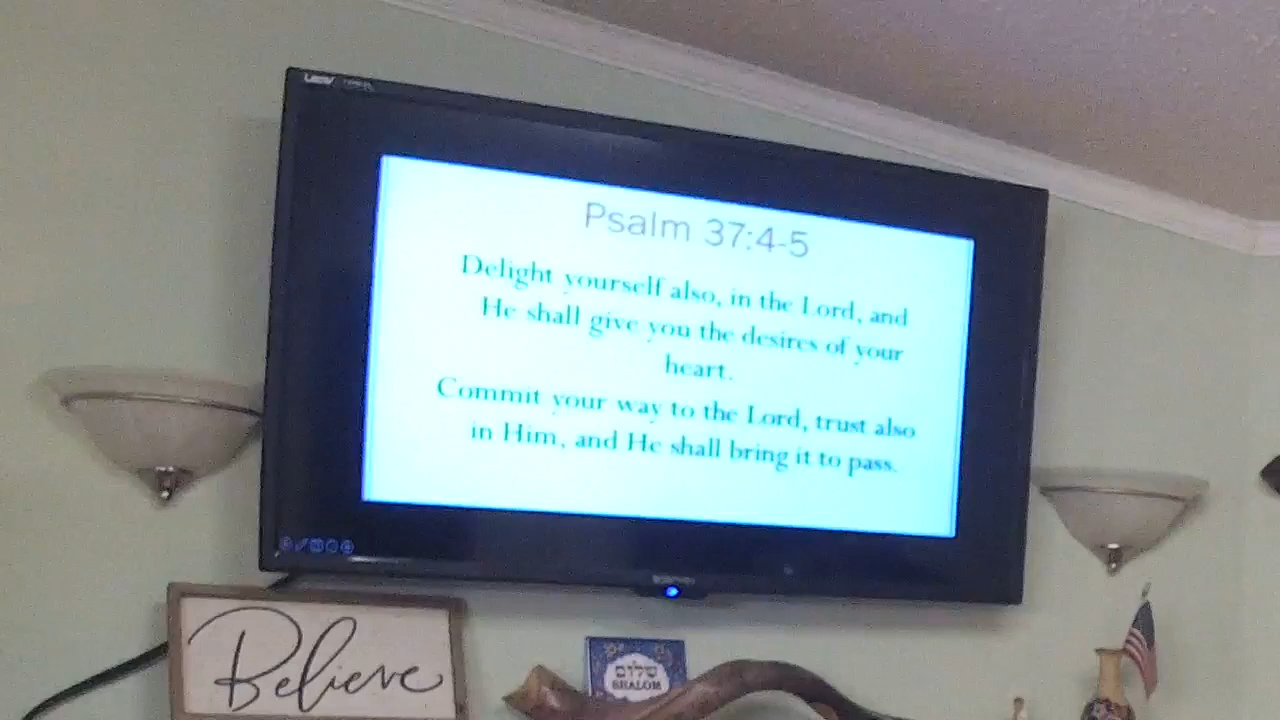 Psalm 37:4-5
Delight yourself also, in the Lord, and
He shall give you the desires of your
heart.
Commit your way to the Lord, trust also
in Him, and He shall bring it to pass.
Believe
שלום
SHALOM